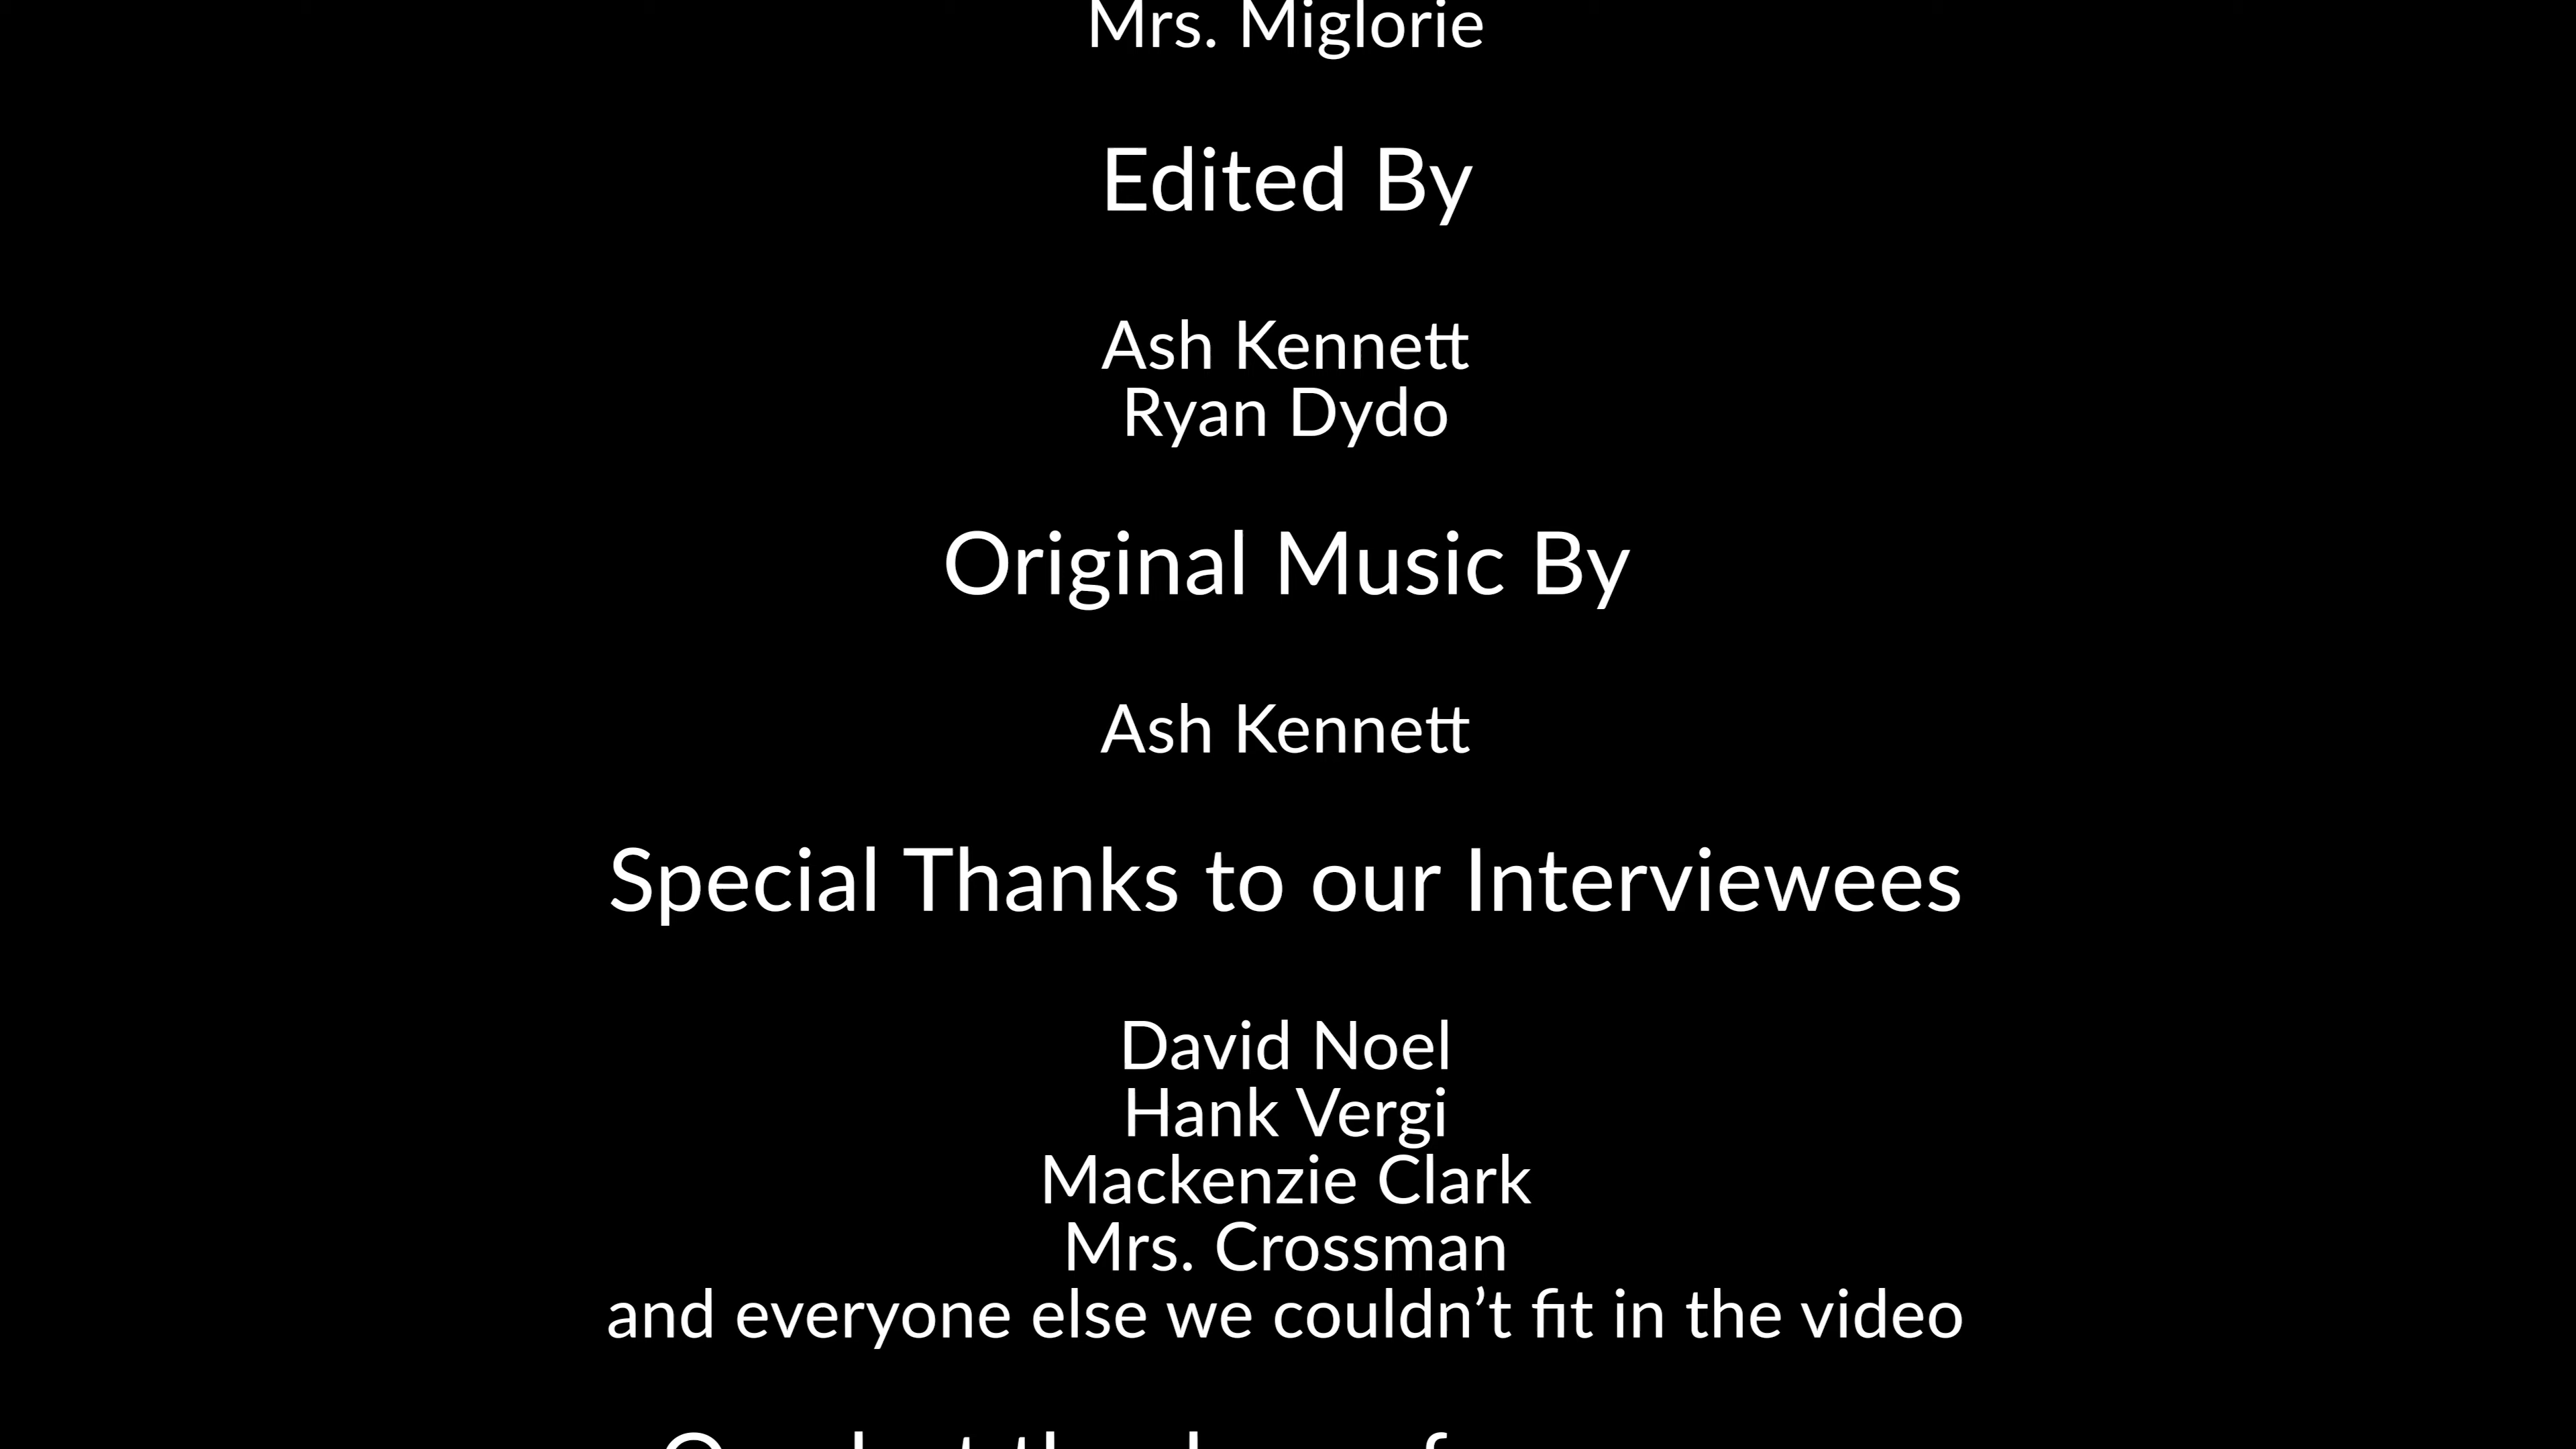 Mrs. Miglorie
Edited By
Ash Kennett
Ryan Dydo
Original Music By
Ash Kennett
Special Thanks to our Interviewees
David Noel
Hank Vergi
Mackenzie Clark
Mrs. Crossman
and everyone else we couldn’t fit in the video